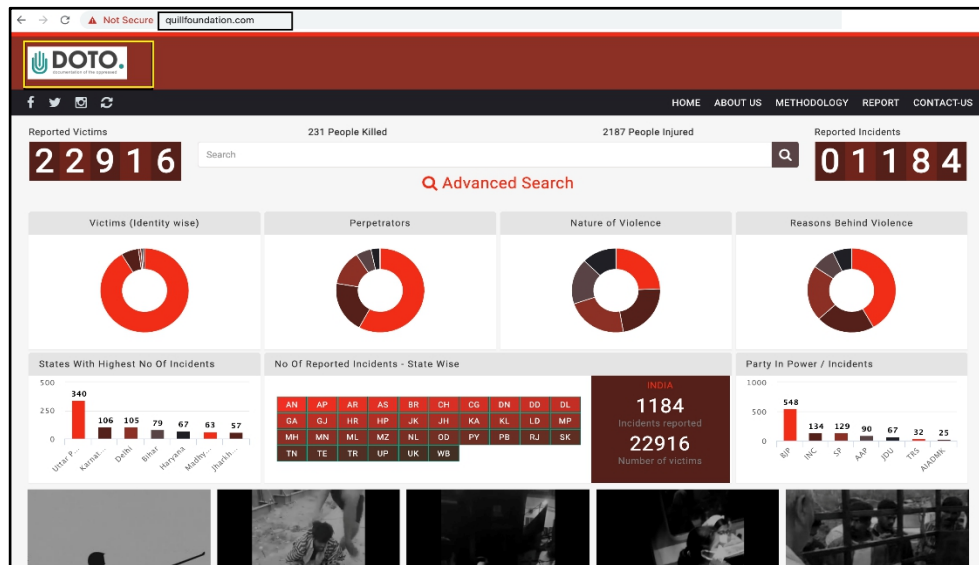 Not Secure quillfoundation.com
DOTO.
documentation of the oppressed
HOME ABOUT US METHODOLOGY REPORT CONTACT-US
Reported Victims 231 People Killed 2187 People Injured Reported Incidents
22916 Search 01184
Advanced Search
Victims (Identity wise) Perpetrators Nature of Violence Reasons Behind Violence
States With Highest No Of Incidents No Of Reported Incidents - State Wise Party In Power / Incidents
500
250
0
340 106 105 79 67 63 57
Uttar P... Karnat... Delhi Bihar Haryana Madhy... Jharkh...
AN AP AR AS BR CH CG DN DD DL
GA GJ HR HP JK JH KA KL LD MP
MH MN ML MZ NL OD PY PB RJ SK
TN TE TR UP UK WB
INDIA
1184
Incidents reported
22916
Number of victims
1000
500
0
548 134 129 90 67 32 25
BJP INC SP AAP JDU TRS AIADMK